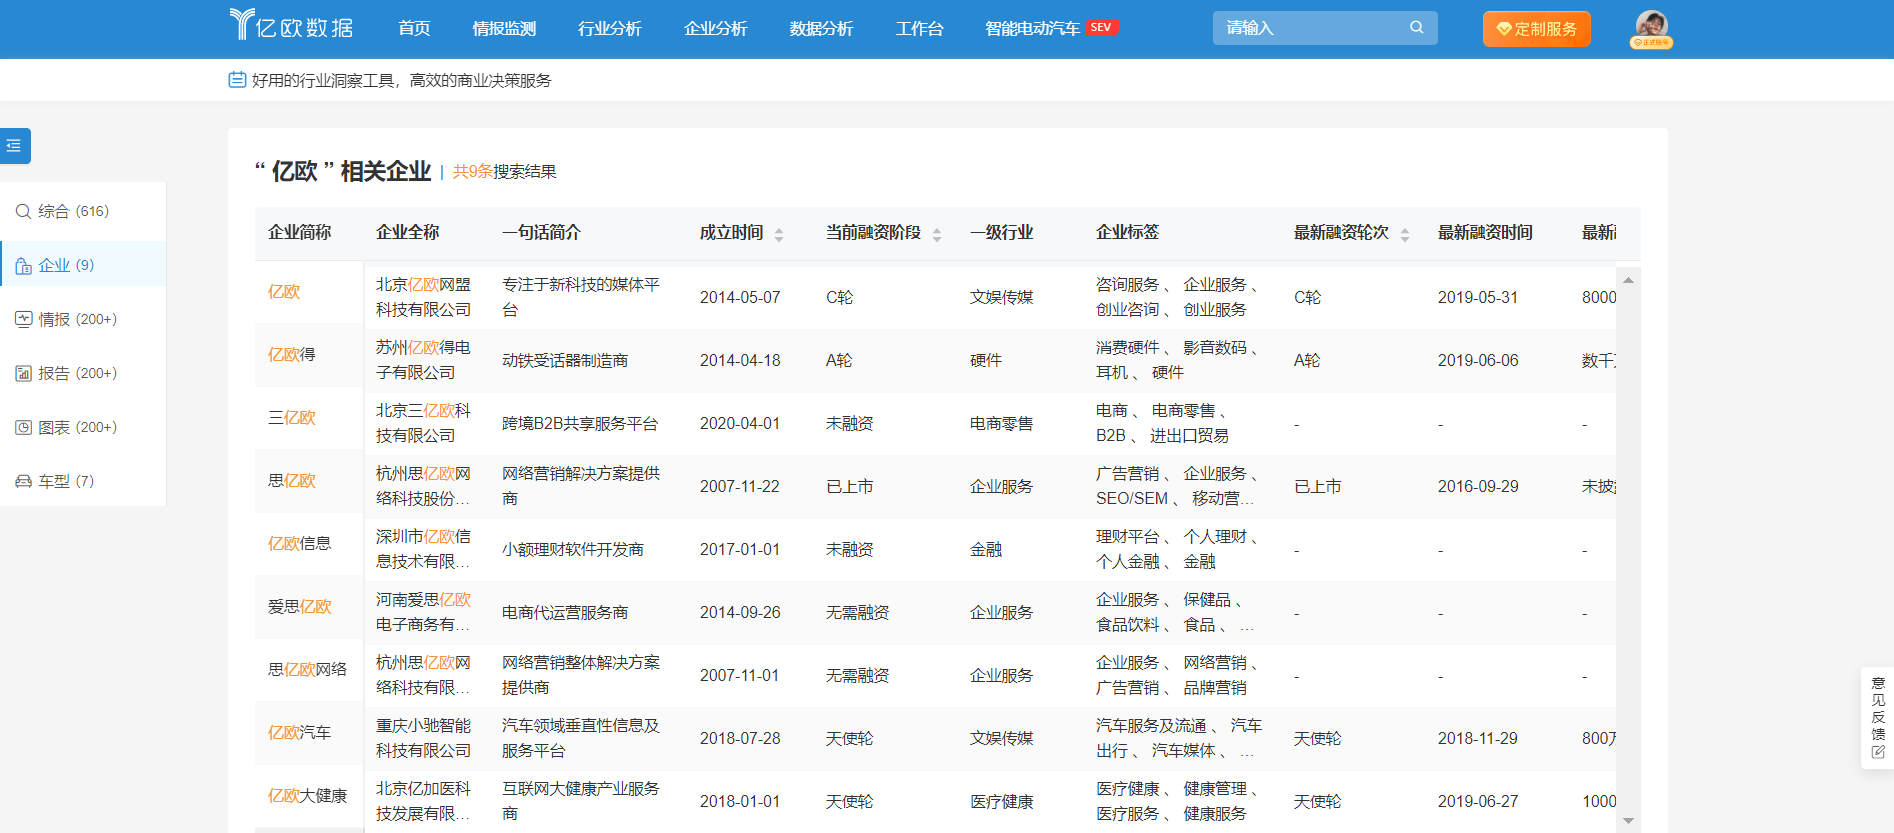 亿欧数据 首页 情报监测 行业分析 企业分析 数据分析 工作台 智能电动汽车 SEV 请输入 定制服务
正式账号
好用的行业洞察工具，高效的商业决策服务
综合 (616)
企业 (9)
情报 (200+)
报告 (200+)
图表 (200+)
车型 (7)
“ 亿欧 ” 相关企业 | 共9条搜索结果
企业简称 企业全称 一句话简介 成立时间 当前融资阶段 一级行业 企业标签 最新融资轮次 最新融资时间 最新
亿欧 北京亿欧网盟科技有限公司 专注于新科技的媒体平台 2014-05-07 C轮 文娱传媒 咨询服务 、 企业服务 、 创业咨询 、 创业服务 C轮 2019-05-31 8000
亿欧得 苏州亿欧得电子有限公司 动铁受话器制造商 2014-04-18 A轮 硬件 消费硬件 、 影音数码 、 耳机 、 硬件 A轮 2019-06-06 数千
三亿欧 北京三亿欧科技有限公司 跨境B2B共享服务平台 2020-04-01 未融资 电商零售 电商 、 电商零售 、 B2B 、 进出口贸易 - - -
思亿欧 杭州思亿欧网络科技股份... 网络营销解决方案提供商 2007-11-22 已上市 企业服务 广告营销 、 企业服务 、 SEO/SEM 、 移动营... 已上市 2016-09-29 未披
亿欧信息 深圳市亿欧信息技术有限... 小额理财软件开发商 2017-01-01 未融资 金融 理财平台 、 个人理财 、 个人金融 、 金融 - - -
爱思亿欧 河南爱思亿欧电子商务有... 电商代运营服务商 2014-09-26 无需融资 企业服务 企业服务 、 保健品 、 食品饮料 、 食品 、 ... - - -
思亿欧网络 杭州思亿欧网络科技有限... 网络营销整体解决方案提供商 2007-11-01 无需融资 企业服务 企业服务 、 网络营销 、 广告营销 、 品牌营销 - - -
亿欧汽车 重庆小驰智能科技有限公司 汽车领域垂直性信息及服务平台 2018-07-28 天使轮 文娱传媒 汽车服务及流通 、 汽车出行 、 汽车媒体 、 ... 天使轮 2018-11-29 800
亿欧大健康 北京亿加医科技发展有限... 互联网大健康产业服务商 2018-01-01 天使轮 医疗健康 医疗健康 、 健康管理 、 医疗服务 、 健康服务 天使轮 2019-06-27 1000
意见反馈